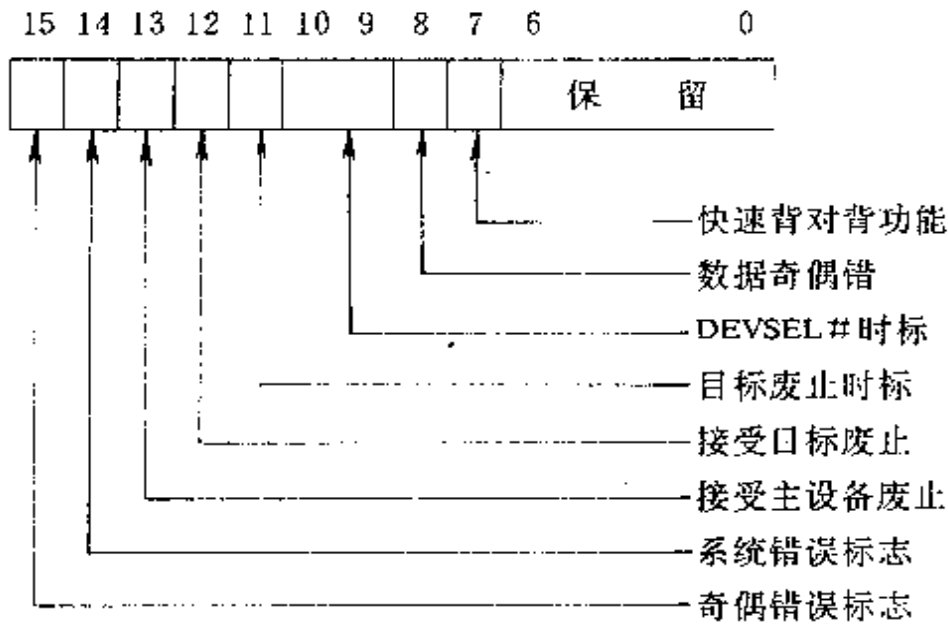 15 14 13 12 11 10 9 8 7 6 0
保 留
快速背对背功能
数据奇偶错
DEVSEL#时标
目标废止时标
接受目标废止
接受主设备废止
系统错误标志
奇偶错误标志